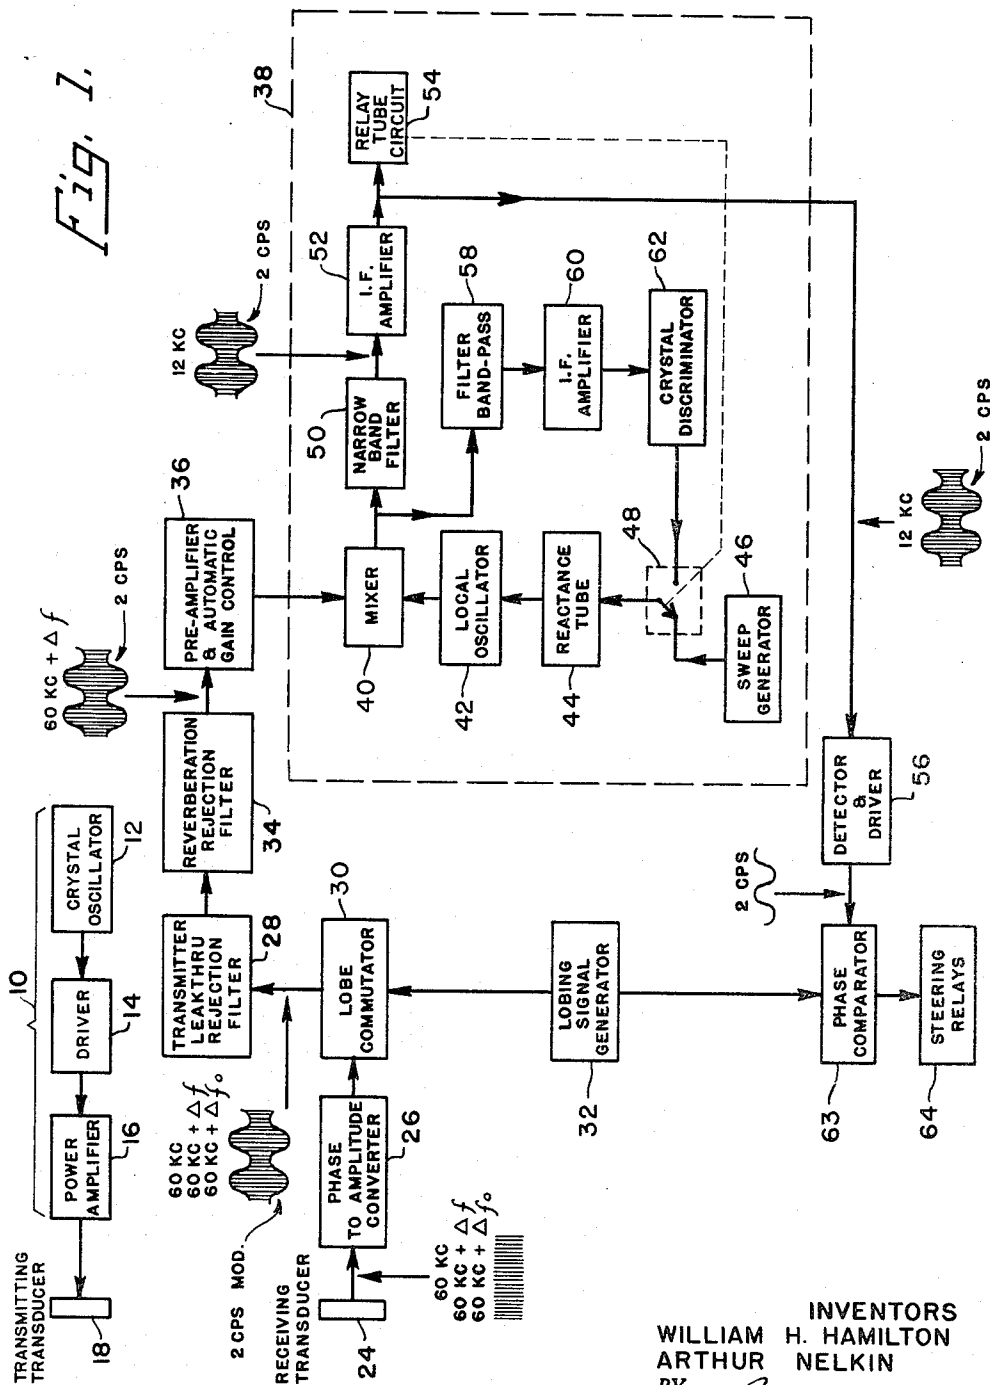 Fig. 1.
10
TRANSMITTING
TRANSDUCER
18
POWER
AMPLIFIER
16
DRIVER
14
CRYSTAL
OSCILLATOR
12
60 KC
60 KC + Δf
60 KC + Δf₀
2 CPS MOD.
TRANSMITTER
LEAKTHRU
REJECTION
FILTER
28
REVERBERATION
REJECTION
FILTER
34
60 KC + Δf
2 CPS
PRE-AMPLIFIER
& AUTOMATIC
GAIN CONTROL
36
RECEIVING
TRANSDUCER
24
60 KC
60 KC + Δf
60 KC + Δf₀
PHASE
TO AMPLITUDE
CONVERTER
26
LOBE
COMMUTATOR
30
38
MIXER
40
NARROW
BAND
FILTER
50
12 KC
2 CPS
I.F.
AMPLIFIER
52
RELAY
TUBE
CIRCUIT
54
LOCAL
OSCILLATOR
42
FILTER
BAND-PASS
58
REACTANCE
TUBE
44
I.F.
AMPLIFIER
60
48
CRYSTAL
DISCRIMINATOR
62
SWEEP
GENERATOR
46
LOBING
SIGNAL
GENERATOR
32
PHASE
COMPARATOR
63
2 CPS
DETECTOR
&
DRIVER
56
12 KC
2 CPS
STEERING
RELAYS
64
INVENTORS
WILLIAM H. HAMILTON
ARTHUR NELKIN
BY